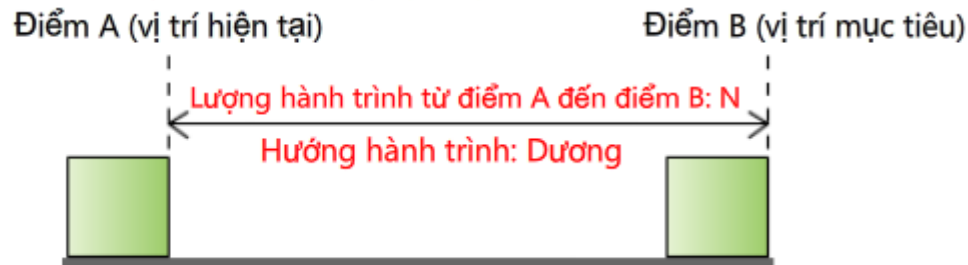 Điểm A (vị trí hiện tại)
Điểm B (vị trí mục tiêu)
Lượng hành trình từ điểm A đến điểm B: N
Hướng hành trình: Dương